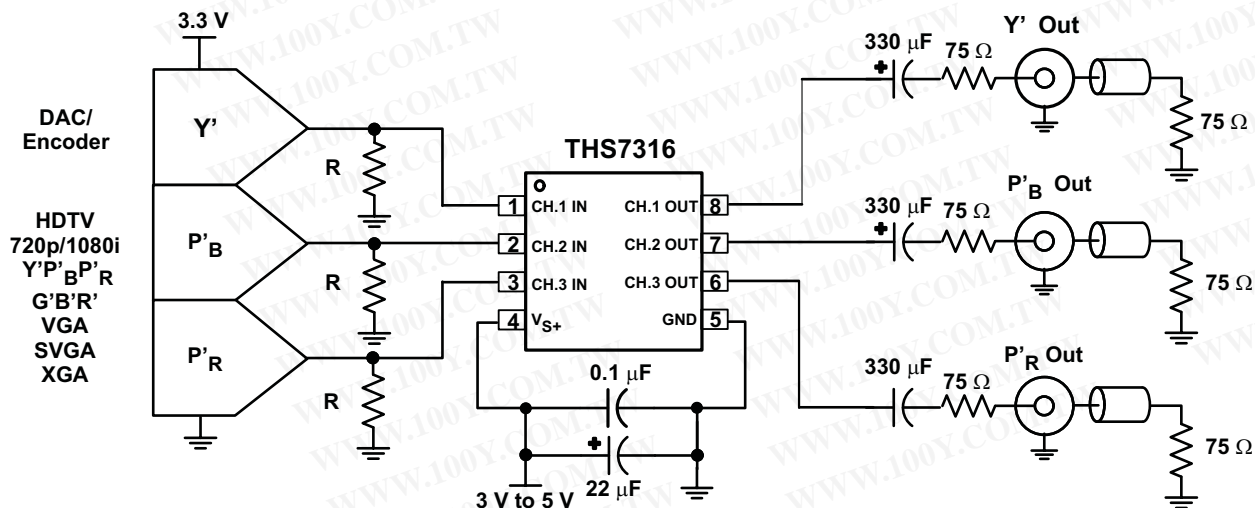 3.3 V
DAC/
Encoder
HDTV
720p/1080i
Y'P'BP'R
G'B'R'
VGA
SVGA
XGA
Y'
P'B
P'R
R
R
R
THS7316
1 CH.1 IN
2 CH.2 IN
3 CH.3 IN
4 VS+
CH.1 OUT 8
CH.2 OUT 7
CH.3 OUT 6
GND 5
0.1 µF
+
22 µF
3 V to 5 V
Y' Out
330 µF
+
75 Ω
75 Ω
P'B Out
330 µF
+
75 Ω
75 Ω
P'R Out
330 µF
+
75 Ω
75 Ω
WWW.100Y.COM.TW